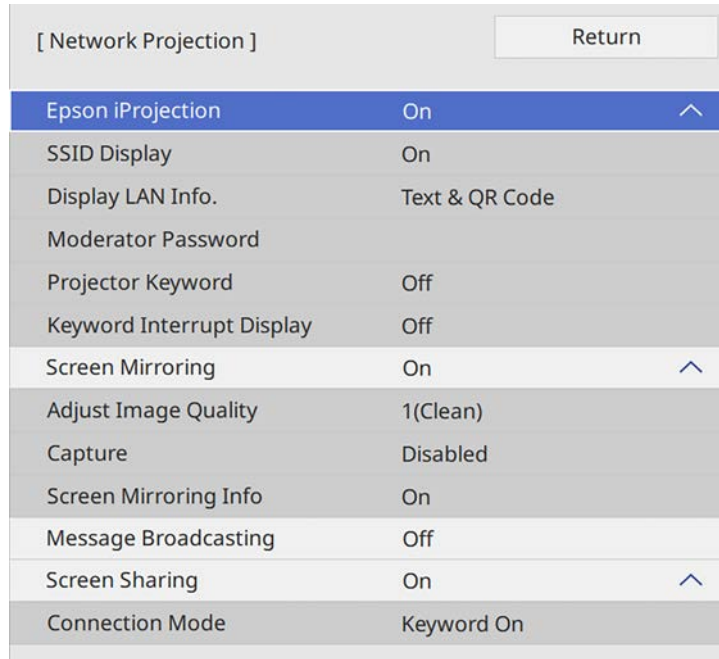 [ Network Projection ] Return
Epson iProjection On
SSID Display On
Display LAN Info. Text & QR Code
Moderator Password
Projector Keyword Off
Keyword Interrupt Display Off
Screen Mirroring On
Adjust Image Quality 1(Clean)
Capture Disabled
Screen Mirroring Info On
Message Broadcasting Off
Screen Sharing On
Connection Mode Keyword On